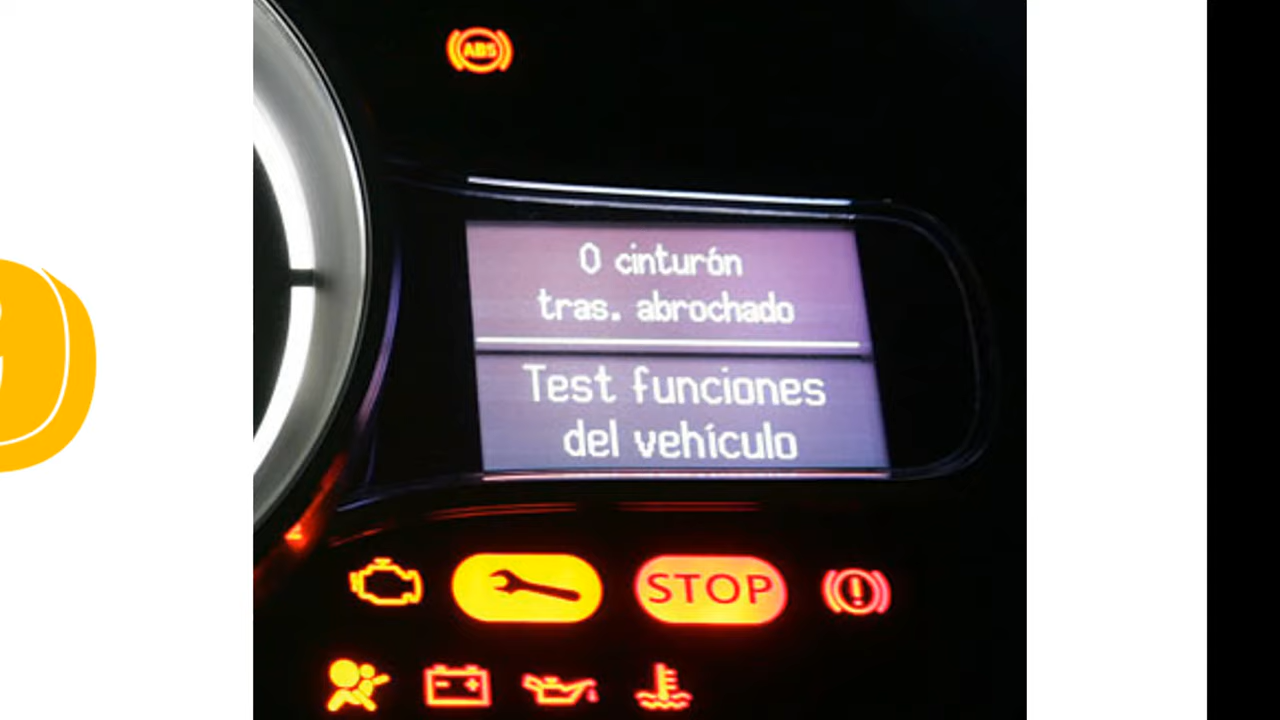 ABS
0 cinturón
tras. abrochado
Test funciones
del vehículo
STOP